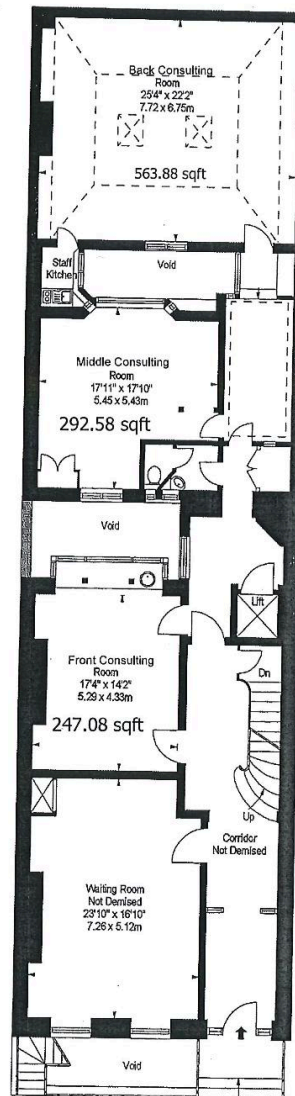 Back Consulting
Room
25'4" x 22'2"
7.72 x 6.75m
563.88 sqft
Staff
Kitchen
Void
Middle Consulting
Room
17'11" x 17'10"
5.45 x 5.43m
292.58 sqft
Void
Lift
Front Consulting
Room
17'4" x 14'2"
5.29 x 4.33m
247.08 sqft
Dn
Up
Corridor
Not Demised
Waiting Room
Not Demised
23'10" x 16'10"
7.26 x 5.12m
Void